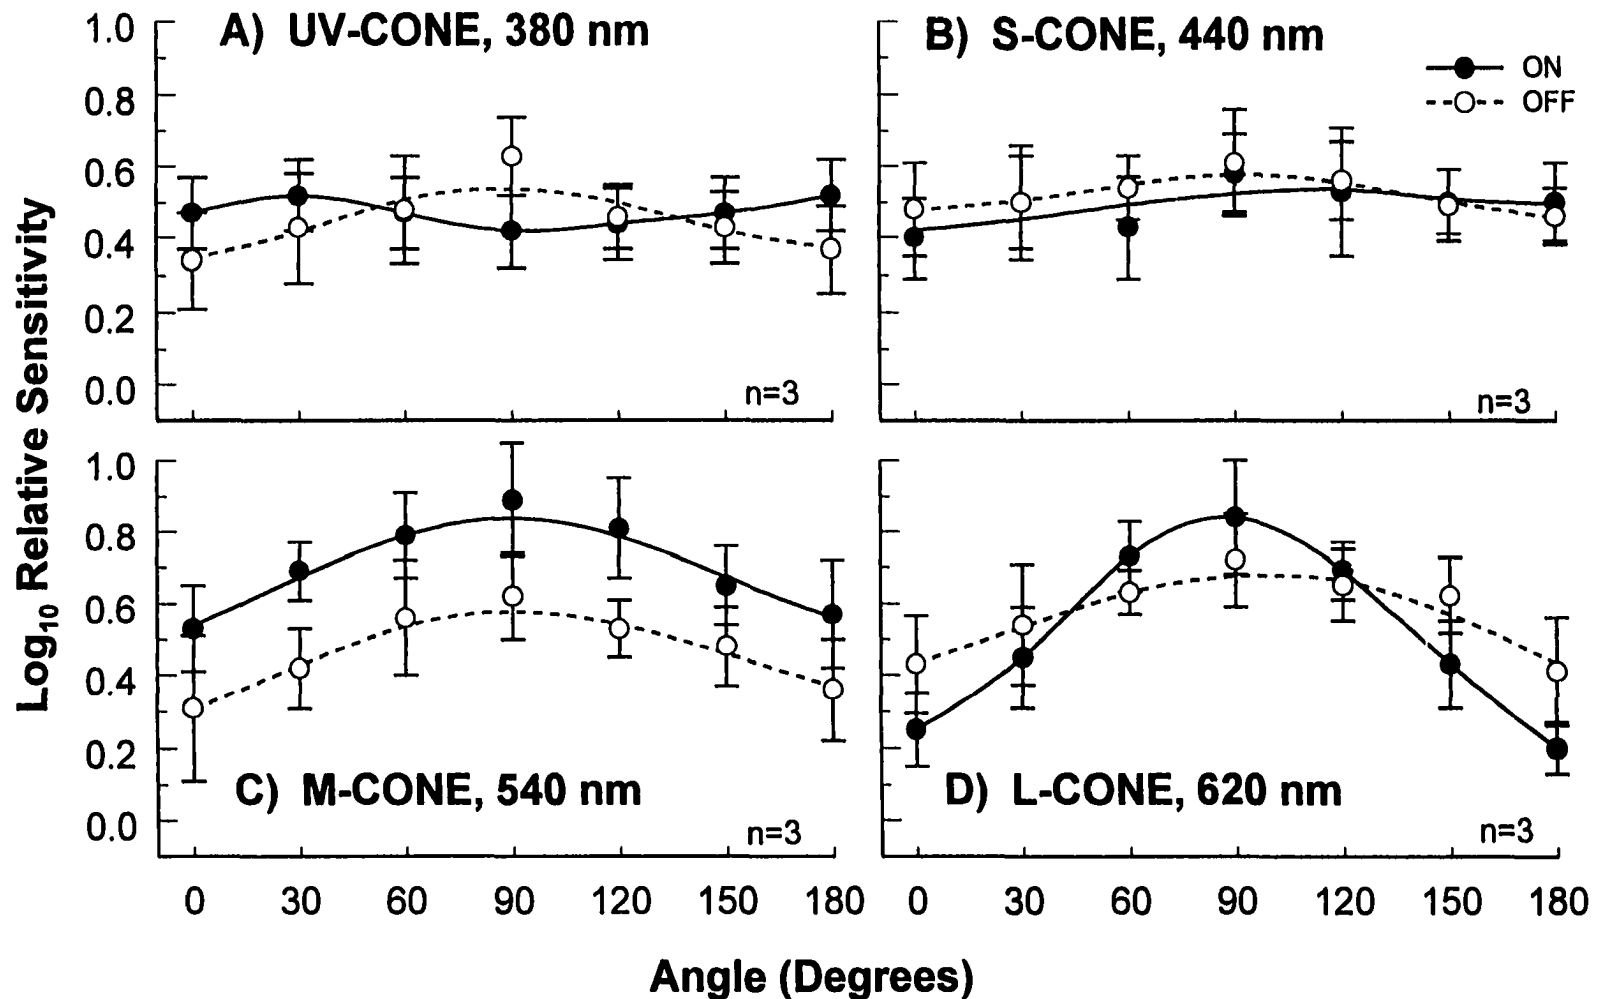 A) UV-CONE, 380 nm
B) S-CONE, 440 nm
ON
OFF
1.0
0.8
0.6
0.4
0.2
0.0
n=3
n=3
Log10 Relative Sensitivity
1.0
0.8
0.6
0.4
0.2
0.0
C) M-CONE, 540 nm
D) L-CONE, 620 nm
n=3
n=3
0 30 60 90 120 150 180
0 30 60 90 120 150 180
Angle (Degrees)